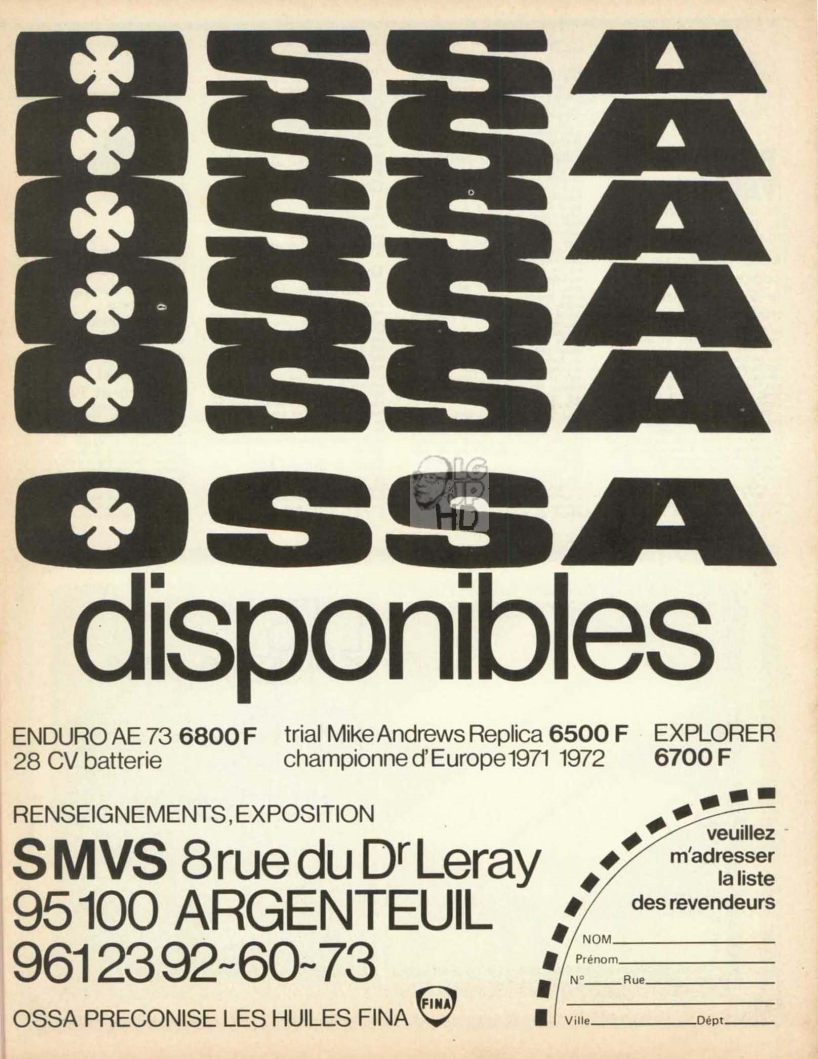 OSSA
OSSA
OSSA
OSSA
OSSA
OSSA
LG
JP
HD
disponibles
ENDURO AE 73 6800 F
28 CV batterie
trial Mike Andrews Replica 6500 F
championne d'Europe 1971 1972
EXPLORER
6700 F
RENSEIGNEMENTS, EXPOSITION
SMVS 8 rue du Dr Leray
95100 ARGENTEUIL
961 23 92~60~73
OSSA PRECONISE LES HUILES FINA
FINA
veuillez
m'adresser
la liste
des revendeurs
NOM
Prénom
N° Rue
Ville Dépt.